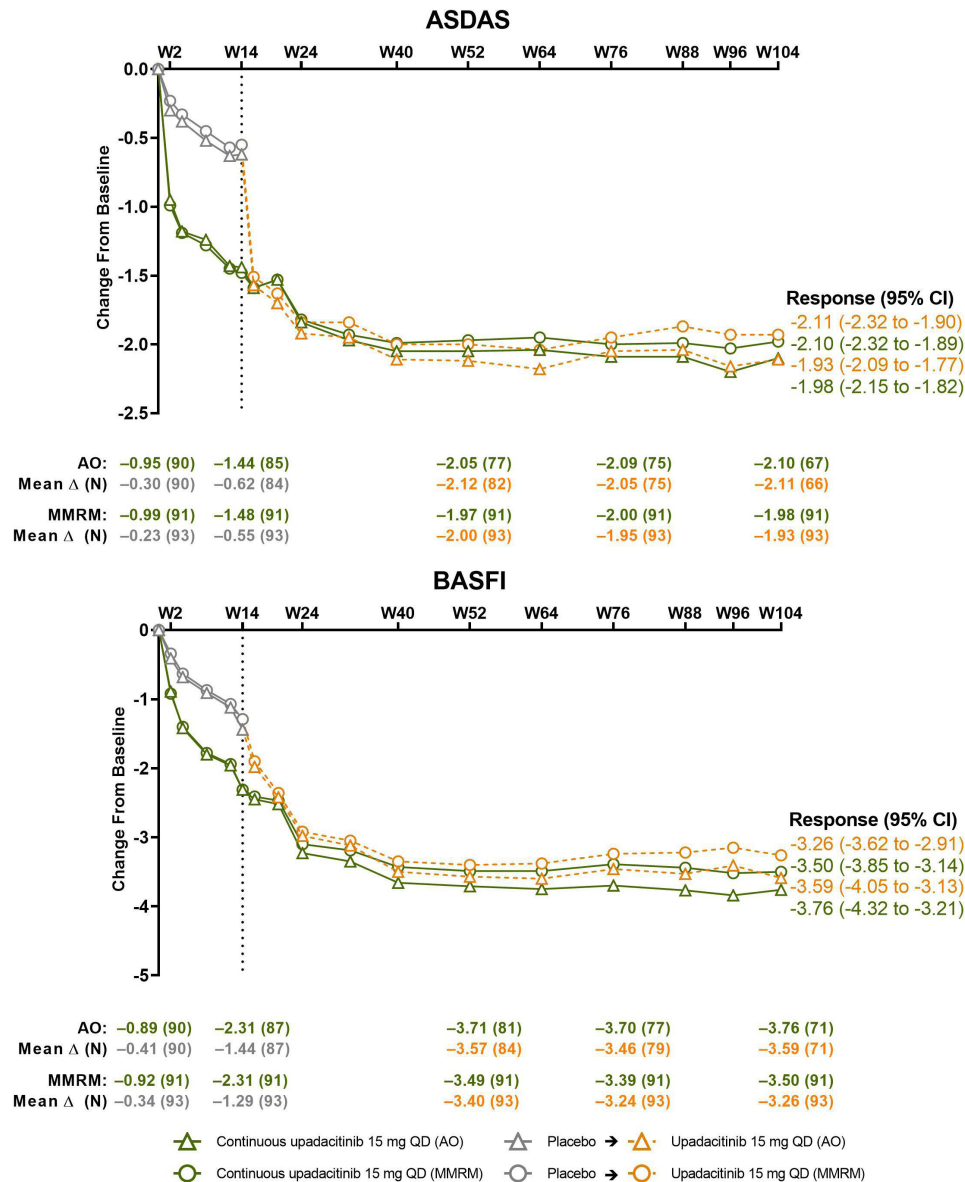 ASDAS
W2 W14 W24 W40 W52 W64 W76 W88 W96 W104
0.0
-0.5
-1.0
-1.5
-2.0
-2.5
Change From Baseline
Response (95% CI)
-2.11 (-2.32 to -1.90)
-2.10 (-2.32 to -1.89)
-1.93 (-2.09 to -1.77)
-1.98 (-2.15 to -1.82)
AO: –0.95 (90) –1.44 (85) –2.05 (77) –2.09 (75) –2.10 (67)
Mean Δ (N) –0.30 (90) –0.62 (84) –2.12 (82) –2.05 (75) –2.11 (66)
MMRM: –0.99 (91) –1.48 (91) –1.97 (91) –2.00 (91) –1.98 (91)
Mean Δ (N) –0.23 (93) –0.55 (93) –2.00 (93) –1.95 (93) –1.93 (93)
BASFI
W2 W14 W24 W40 W52 W64 W76 W88 W96 W104
0
-1
-2
-3
-4
-5
Change From Baseline
Response (95% CI)
-3.26 (-3.62 to -2.91)
-3.50 (-3.85 to -3.14)
-3.59 (-4.05 to -3.13)
-3.76 (-4.32 to -3.21)
AO: –0.89 (90) –2.31 (87) –3.71 (81) –3.70 (77) –3.76 (71)
Mean Δ (N) –0.41 (90) –1.44 (87) –3.57 (84) –3.46 (79) –3.59 (71)
MMRM: –0.92 (91) –2.31 (91) –3.49 (91) –3.39 (91) –3.50 (91)
Mean Δ (N) –0.34 (93) –1.29 (93) –3.40 (93) –3.24 (93) –3.26 (93)
Continuous upadacitinib 15 mg QD (AO) Placebo → Upadacitinib 15 mg QD (AO)
Continuous upadacitinib 15 mg QD (MMRM) Placebo → Upadacitinib 15 mg QD (MMRM)